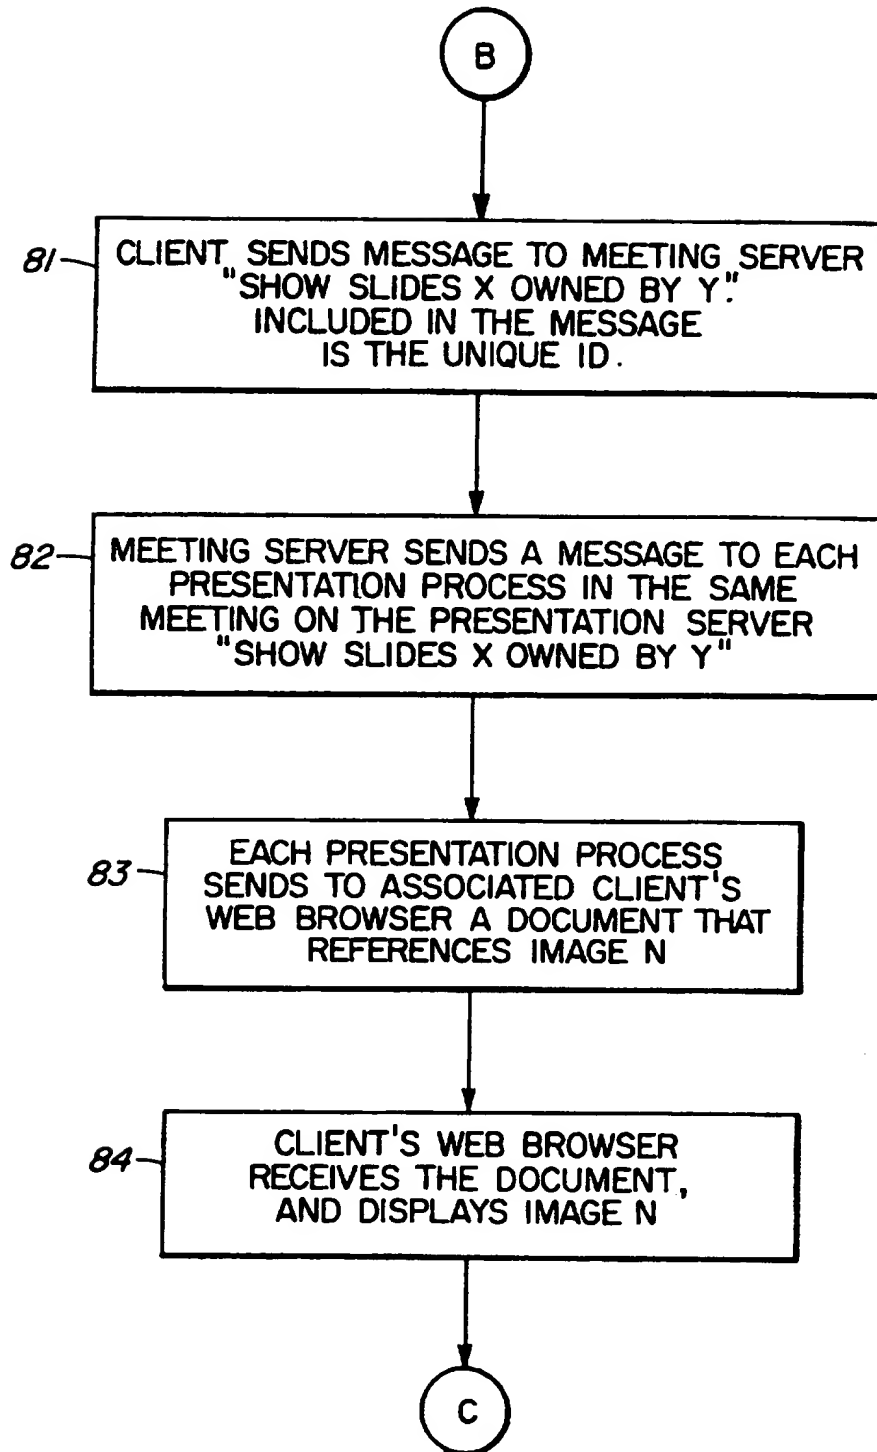 B
81
CLIENT SENDS MESSAGE TO MEETING SERVER
"SHOW SLIDES X OWNED BY Y."
INCLUDED IN THE MESSAGE
IS THE UNIQUE ID.
82
MEETING SERVER SENDS A MESSAGE TO EACH
PRESENTATION PROCESS IN THE SAME
MEETING ON THE PRESENTATION SERVER
"SHOW SLIDES X OWNED BY Y"
83
EACH PRESENTATION PROCESS
SENDS TO ASSOCIATED CLIENT'S
WEB BROWSER A DOCUMENT THAT
REFERENCES IMAGE N
84
CLIENT'S WEB BROWSER
RECEIVES THE DOCUMENT,
AND DISPLAYS IMAGE N
C